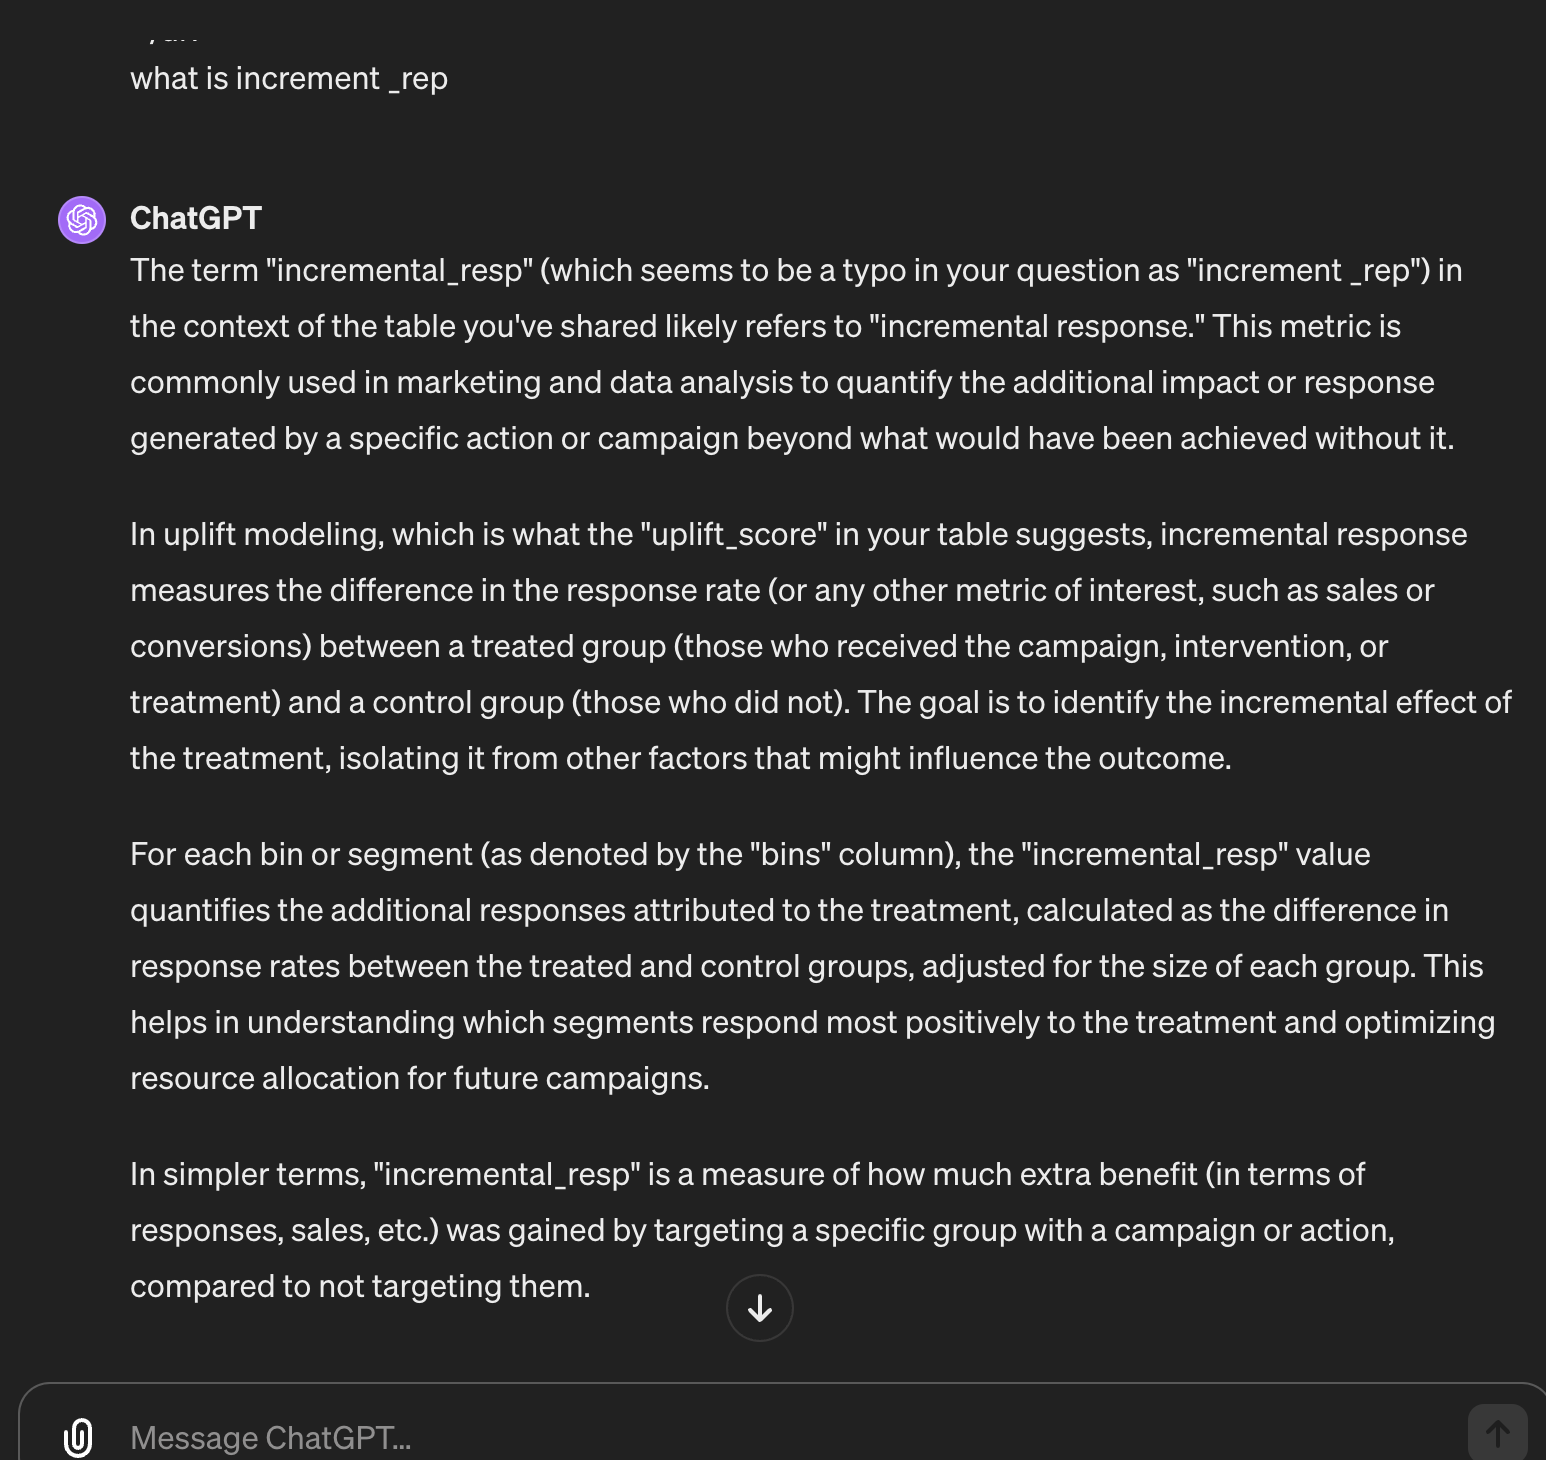 what is increment _rep
ChatGPT
The term "incremental_resp" (which seems to be a typo in your question as "increment _rep") in
the context of the table you've shared likely refers to "incremental response." This metric is
commonly used in marketing and data analysis to quantify the additional impact or response
generated by a specific action or campaign beyond what would have been achieved without it.
In uplift modeling, which is what the "uplift_score" in your table suggests, incremental response
measures the difference in the response rate (or any other metric of interest, such as sales or
conversions) between a treated group (those who received the campaign, intervention, or
treatment) and a control group (those who did not). The goal is to identify the incremental effect of
the treatment, isolating it from other factors that might influence the outcome.
For each bin or segment (as denoted by the "bins" column), the "incremental_resp" value
quantifies the additional responses attributed to the treatment, calculated as the difference in
response rates between the treated and control groups, adjusted for the size of each group. This
helps in understanding which segments respond most positively to the treatment and optimizing
resource allocation for future campaigns.
In simpler terms, "incremental_resp" is a measure of how much extra benefit (in terms of
responses, sales, etc.) was gained by targeting a specific group with a campaign or action,
compared to not targeting them.
Message ChatGPT...